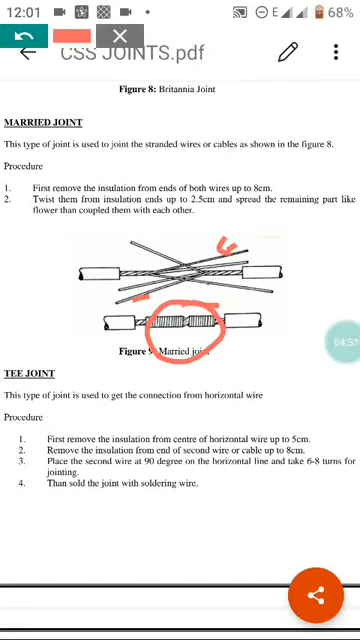 12:01
E
68%
CSS JOINTS.pdf
Figure 8: Britannia Joint
MARRIED JOINT
This type of joint is used to joint the stranded wires or cables as shown in the figure 8.
Procedure
1. First remove the insulation from ends of both wires up to 8cm.
2. Twist them from insulation ends up to 2.5cm and spread the remaining part like
flower than coupled them with each other.
Figure 9 Married joi
04:51
TEE JOINT
This type of joint is used to get the connection from horizontal wire
Procedure
1. First remove the insulation from centre of horizontal wire up to 5cm.
2. Remove the insulation from end of second wire or cable up to 8cm.
3. Place the second wire at 90 degree on the horizontal line and take 6-8 turns for
jointing.
4. Than sold the joint with soldering wire.